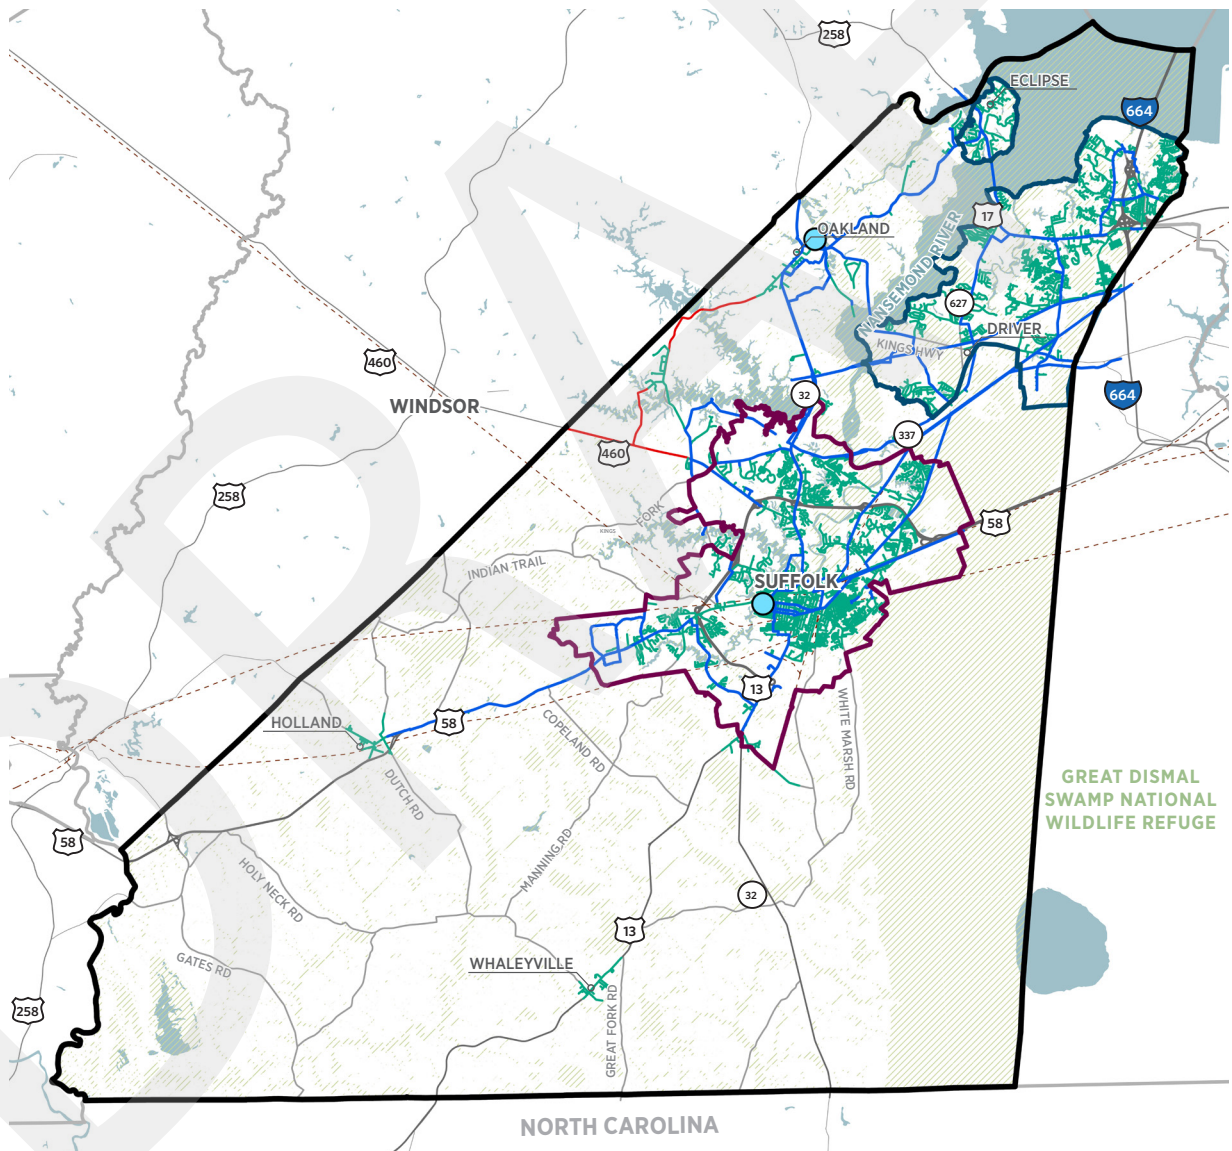 258
ECLIPSE
664
17
OAKLAND
NANSEMOND RIVER
627
DRIVER
KINGS HWY
460
664
32
WINDSOR
337
460
258
58
KINGS
FORK
INDIAN TRAIL
SUFFOLK
13
HOLLAND
58
COPELAND RD
WHITE MARSH RD
DUTCH RD
GREAT DISMAL
SWAMP NATIONAL
WILDLIFE REFUGE
58
MANNING RD
HOLY NECK RD
32
13
GATES RD
WHALEYVILLE
258
GREAT FORK RD
NORTH CAROLINA
DRAFT